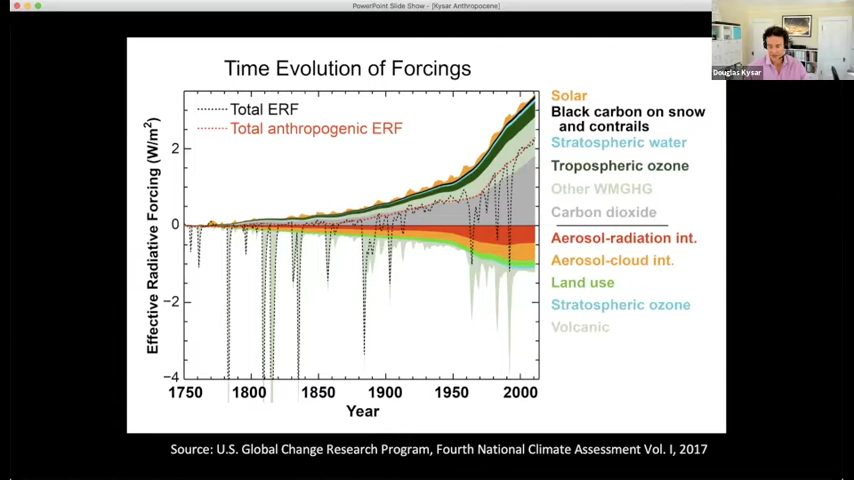 PowerPoint Slide Show - [Kysar Anthropocene]
Douglas Kysar
Time Evolution of Forcings
Total ERF
Total anthropogenic ERF
Effective Radiative Forcing (W/m2)
2
0
−2
−4
1750 1800 1850 1900 1950 2000
Year
Solar
Black carbon on snow
and contrails
Stratospheric water
Tropospheric ozone
Other WMGHG
Carbon dioxide
Aerosol-radiation int.
Aerosol-cloud int.
Land use
Stratospheric ozone
Volcanic
Source: U.S. Global Change Research Program, Fourth National Climate Assessment Vol. I, 2017